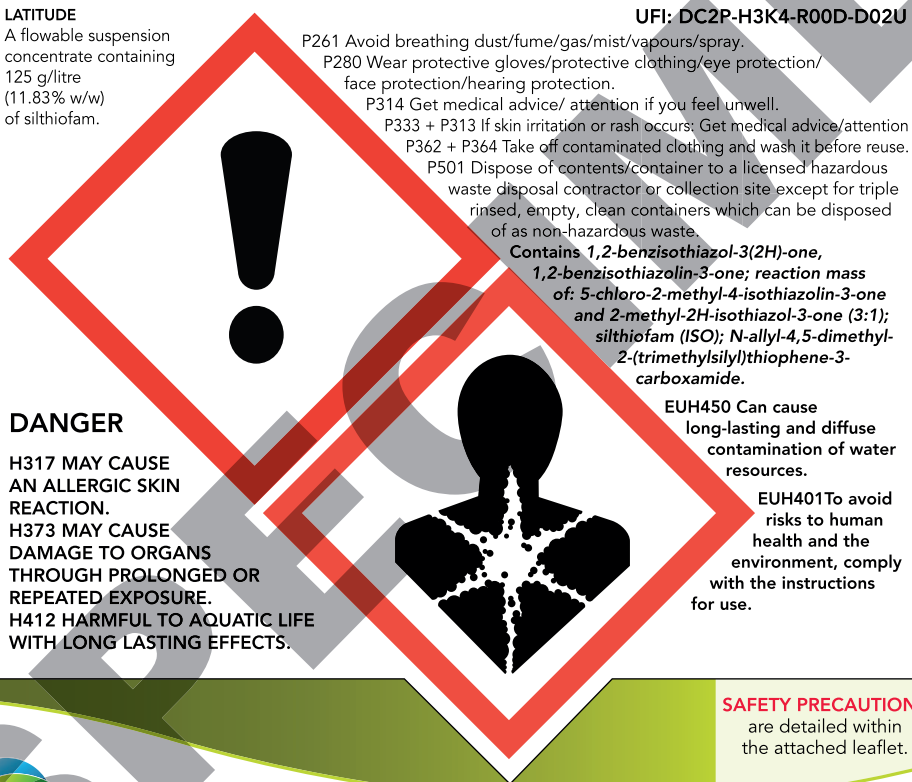 LATITUDE
A flowable suspension
concentrate containing
125 g/litre
(11.83% w/w)
of silthiofam.
UFI: DC2P-H3K4-R00D-D02U
P261 Avoid breathing dust/fume/gas/mist/vapours/spray.
P280 Wear protective gloves/protective clothing/eye protection/
face protection/hearing protection.
P314 Get medical advice/ attention if you feel unwell.
P333 + P313 If skin irritation or rash occurs: Get medical advice/attention
P362 + P364 Take off contaminated clothing and wash it before reuse.
P501 Dispose of contents/container to a licensed hazardous
waste disposal contractor or collection site except for triple
rinsed, empty, clean containers which can be disposed
of as non-hazardous waste.
Contains 1,2-benzisothiazol-3(2H)-one,
1,2-benzisothiazolin-3-one; reaction mass
of: 5-chloro-2-methyl-4-isothiazolin-3-one
and 2-methyl-2H-isothiazol-3-one (3:1);
silthiofam (ISO); N-allyl-4,5-dimethyl-
2-(trimethylsilyl)thiophene-3-
carboxamide.
EUH450 Can cause
long-lasting and diffuse
contamination of water
resources.
EUH401To avoid
risks to human
health and the
environment, comply
with the instructions
for use.
DANGER
H317 MAY CAUSE
AN ALLERGIC SKIN
REACTION.
H373 MAY CAUSE
DAMAGE TO ORGANS
THROUGH PROLONGED OR
REPEATED EXPOSURE.
H412 HARMFUL TO AQUATIC LIFE
WITH LONG LASTING EFFECTS.
SAFETY PRECAUTION
are detailed within
the attached leaflet.
SPECIME